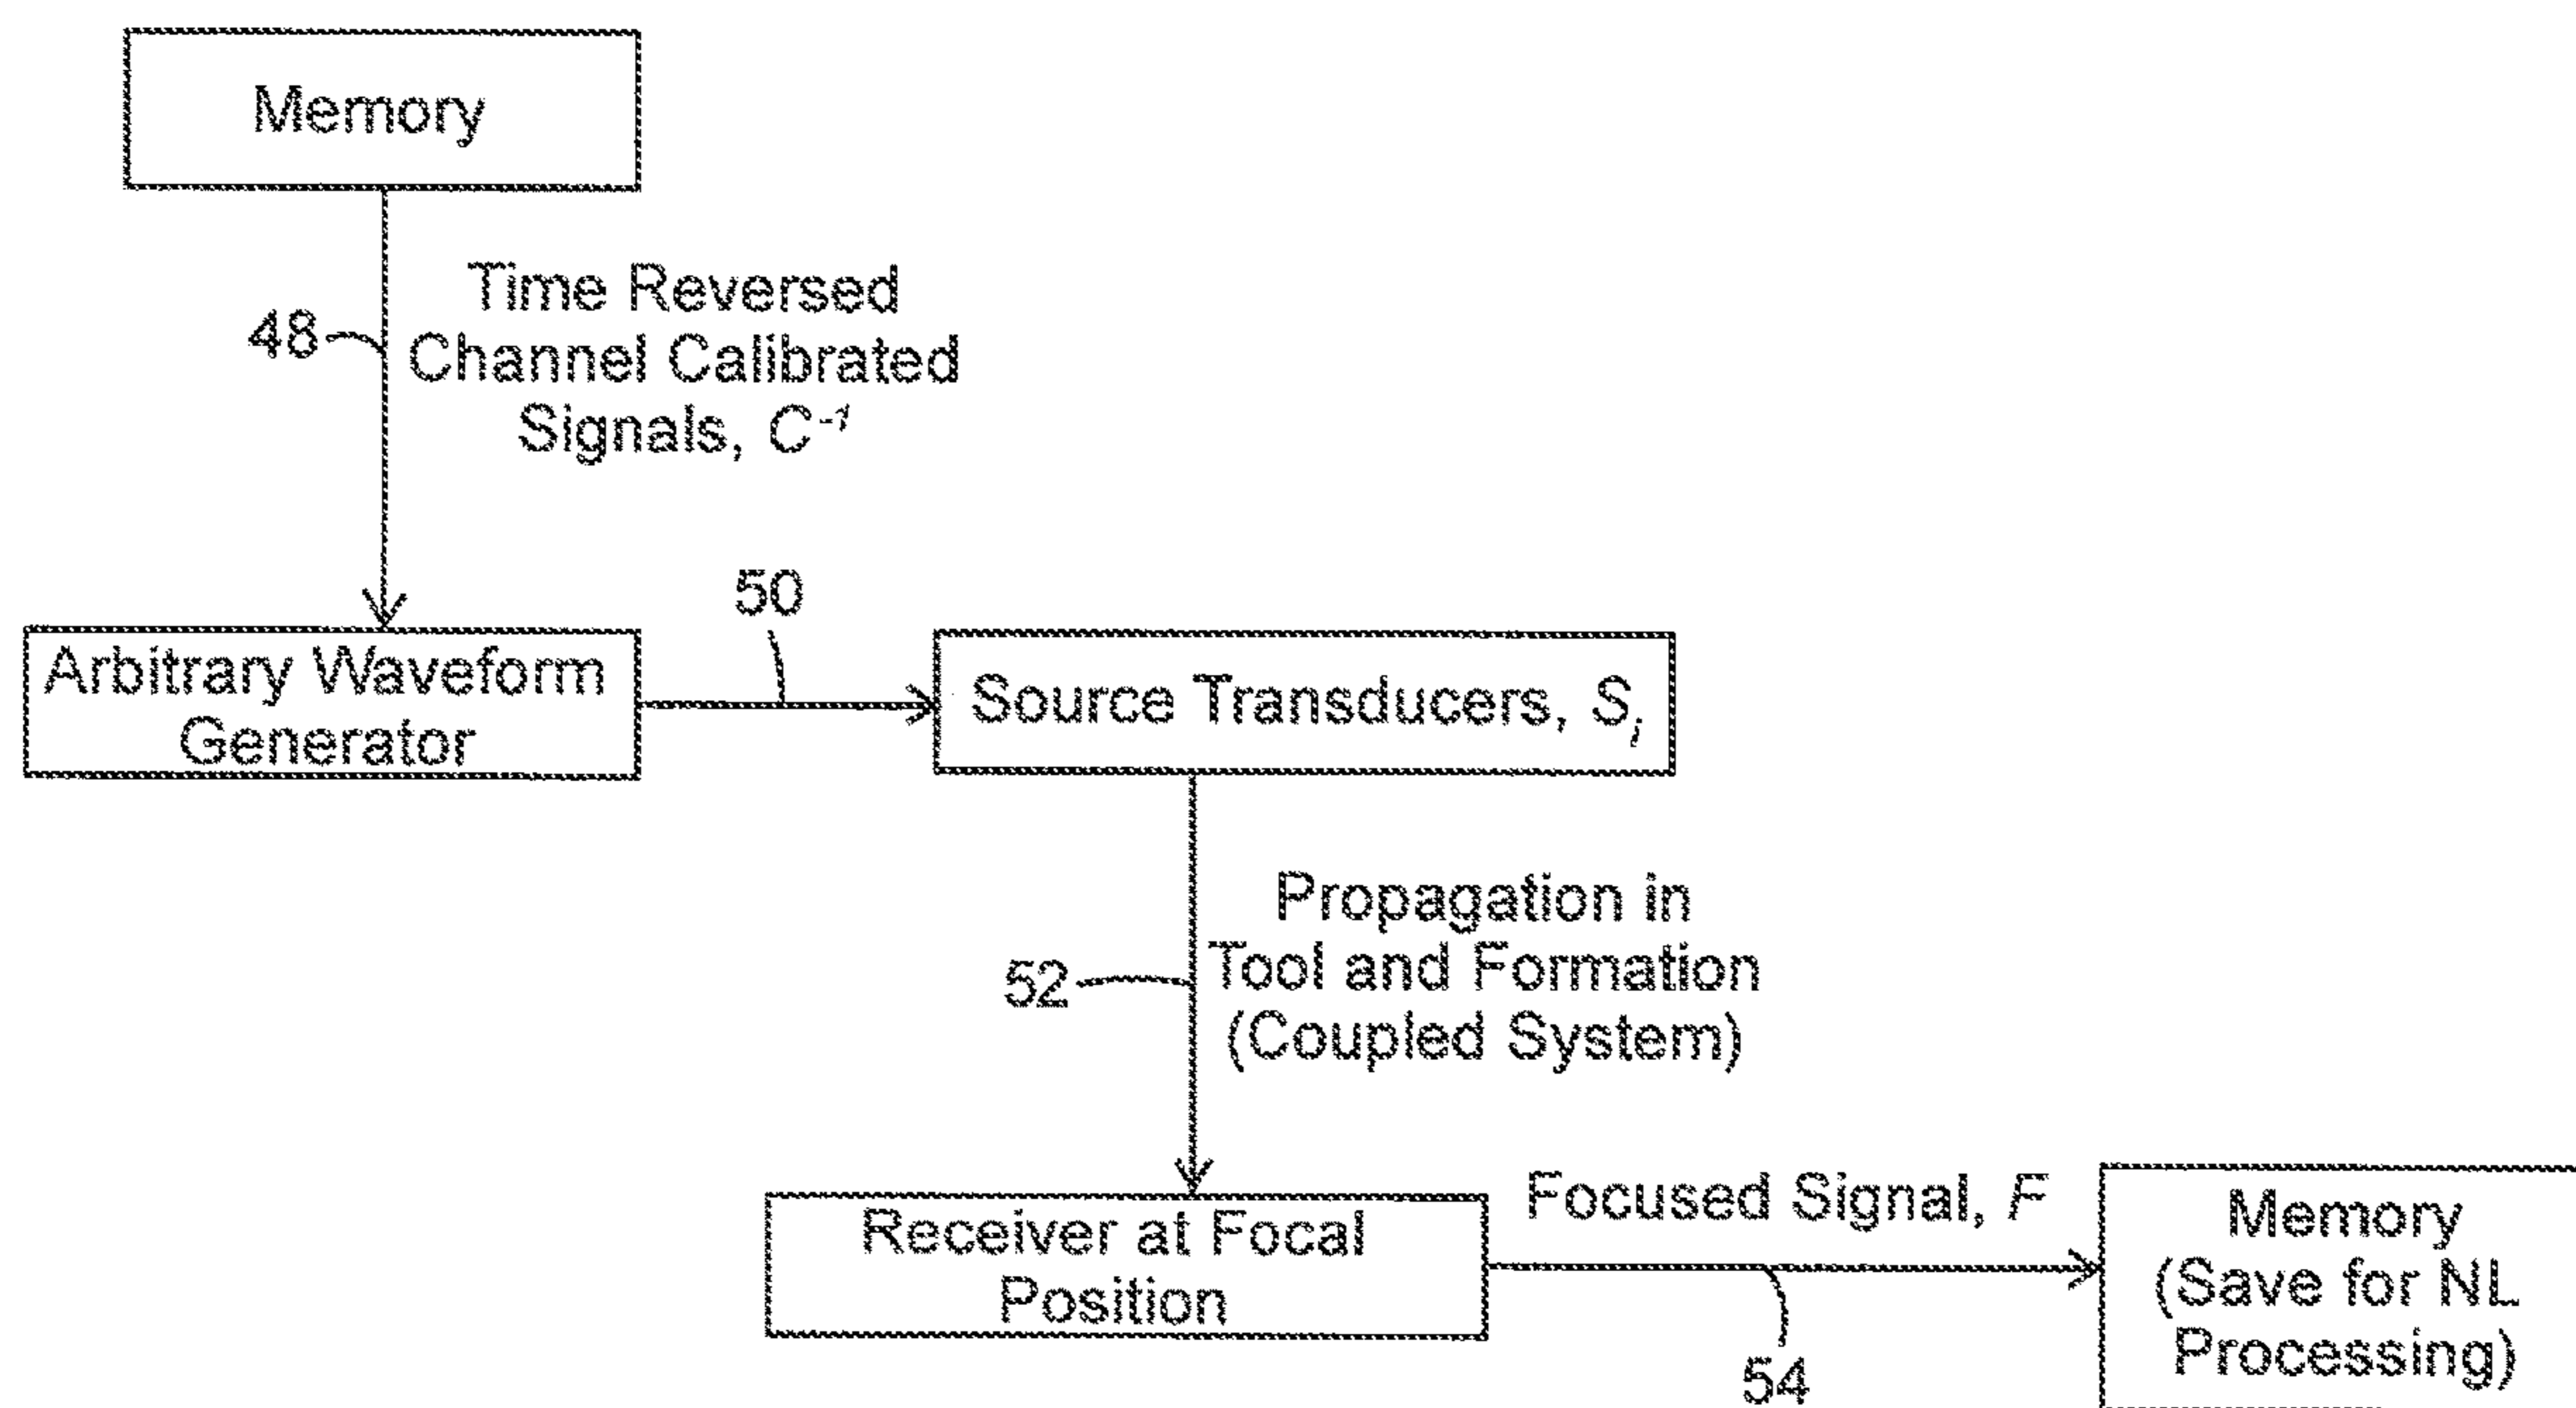 Memory
48
Time Reversed
Channel Calibrated
Signals, C⁻¹
50
Arbitrary Waveform
Generator
Source Transducers, Sᵢ
52
Propagation in
Tool and Formation
(Coupled System)
Receiver at Focal
Position
Focused Signal, F
54
Memory
(Save for NL
Processing)